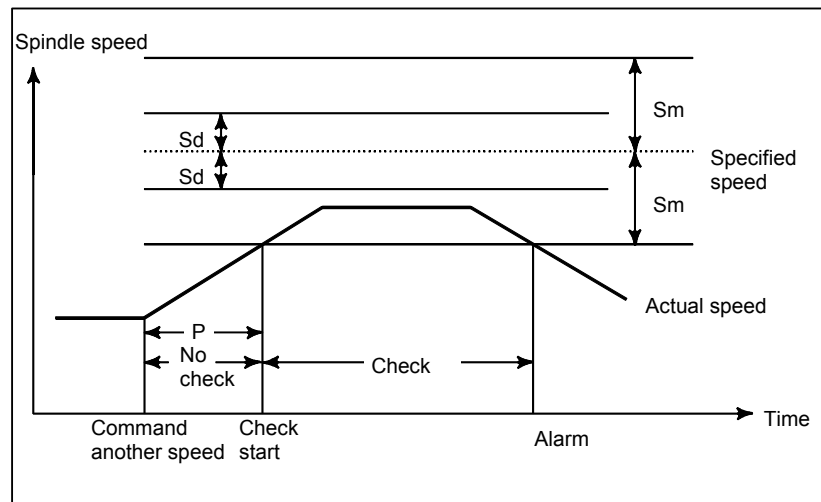 Spindle speed
Sm
Sd
Sd
Specified
speed
Sm
Actual speed
P
No
check
Check
Time
Command
another speed
Check
start
Alarm